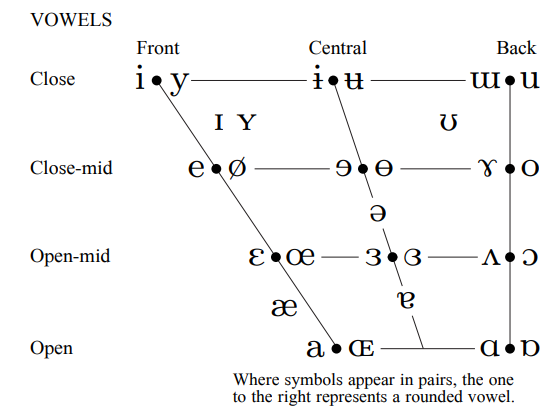 VOWELS
Front Central Back
Close i y ɨ ʉ ɯ u
ɪ ʏ ʊ
Close-mid e ø ɘ ɵ ɤ o
ə
Open-mid ɛ œ ɜ ɞ ʌ ɔ
æ ɐ
Open a ɶ ɑ ɒ
Where symbols appear in pairs, the one
to the right represents a rounded vowel.